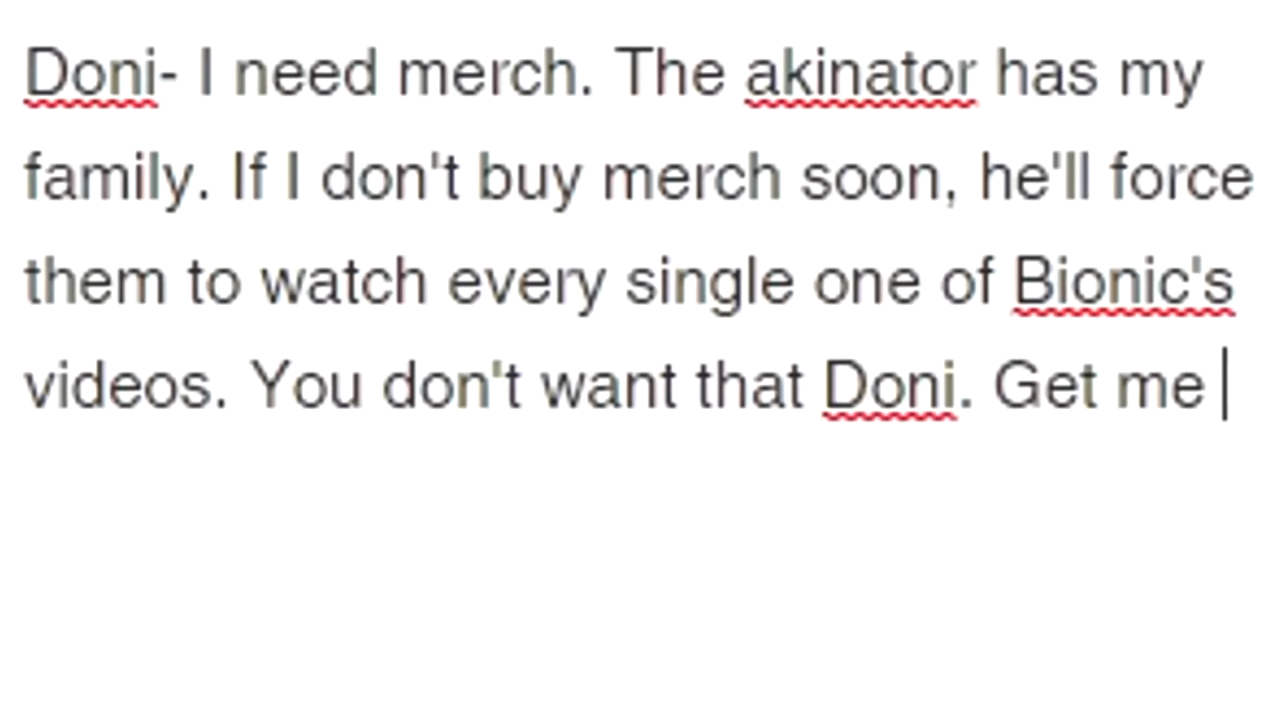 Doni- I need merch. The akinator has my
family. If I don't buy merch soon, he'll force
them to watch every single one of Bionic's
videos. You don't want that Doni. Get me